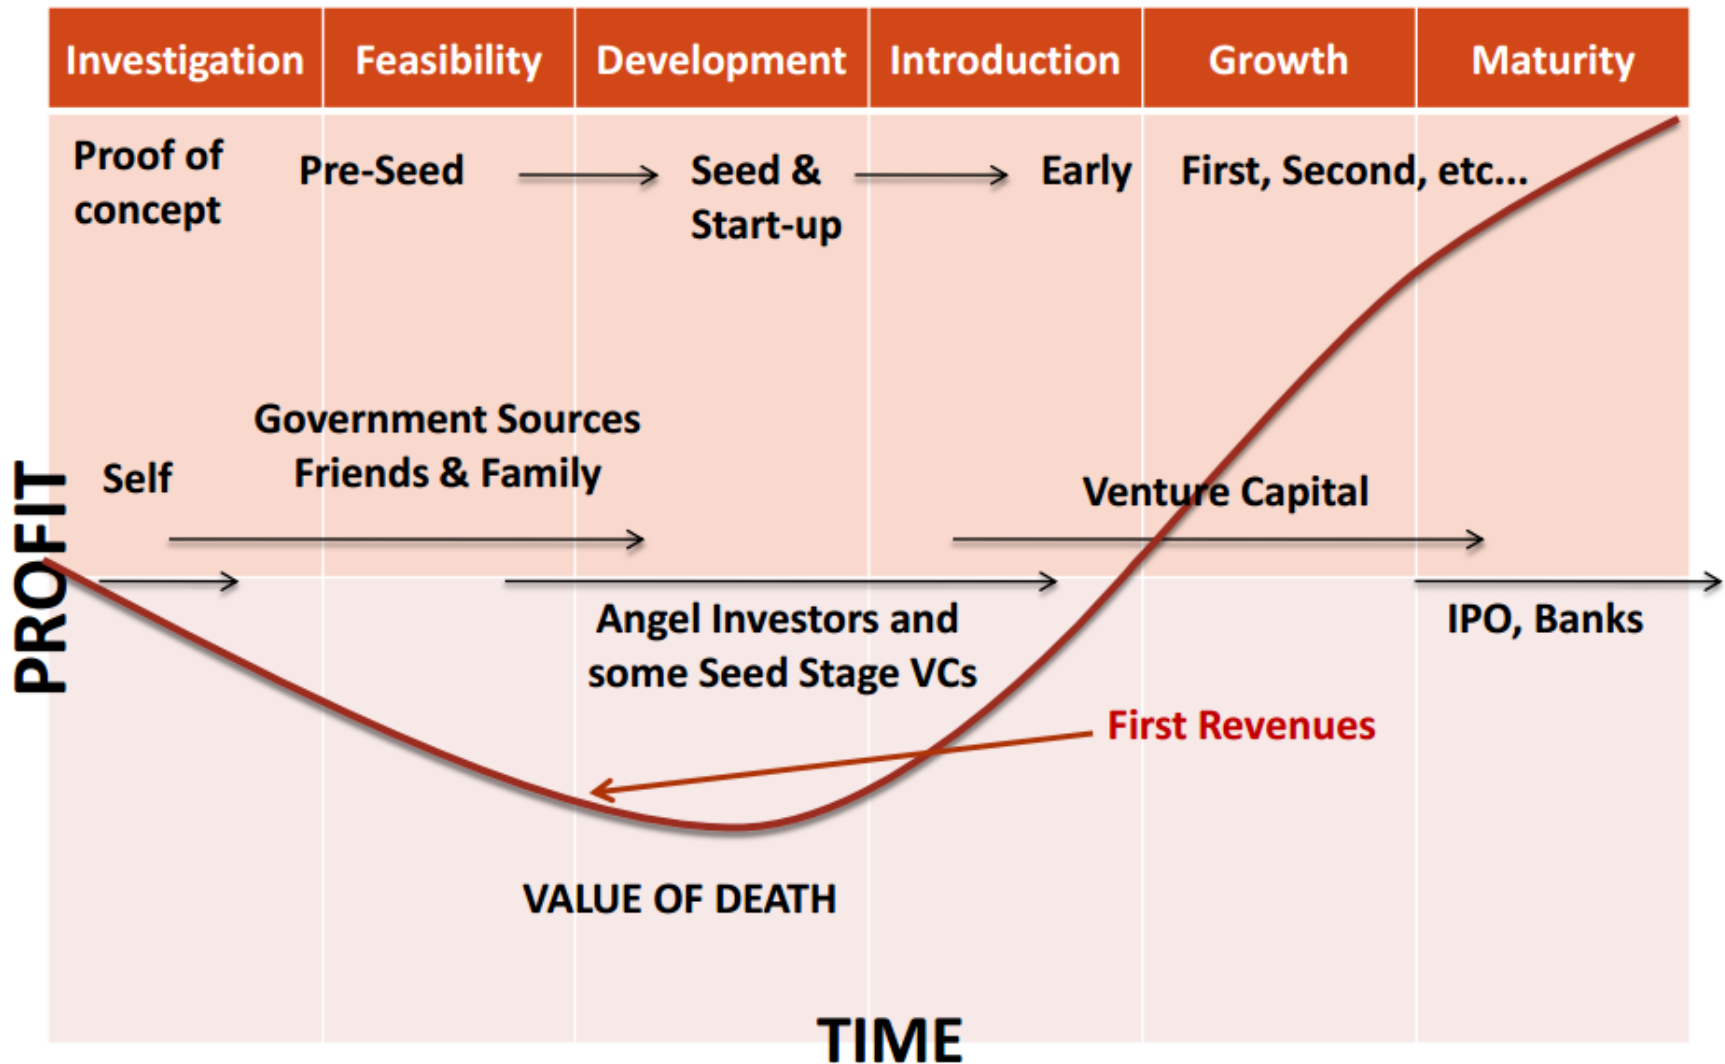 Investigation
Feasibility
Development
Introduction
Growth
Maturity
Proof of
concept
Pre-Seed
Seed &
Start-up
Early
First, Second, etc...
Government Sources
Friends & Family
Self
Venture Capital
PROFIT
Angel Investors and
some Seed Stage VCs
IPO, Banks
First Revenues
VALUE OF DEATH
TIME